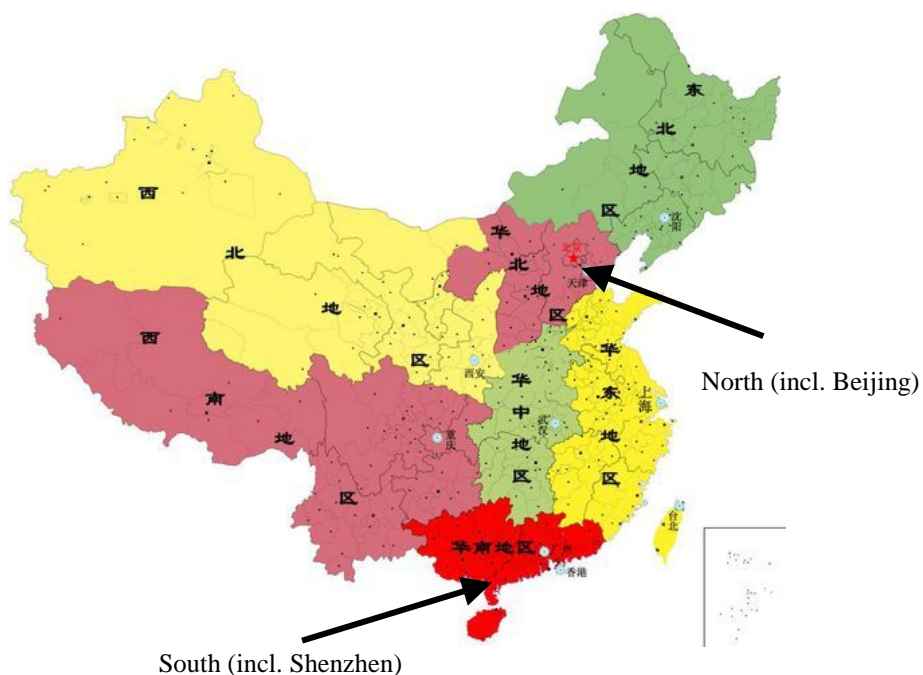 东北地区
沈阳
华北地区
北京
天津
西北地区
西安
西南地区
重庆
华中地区
武汉
华东地区
上海
台北
华南地区
广州
香港
North (incl. Beijing)
South (incl. Shenzhen)